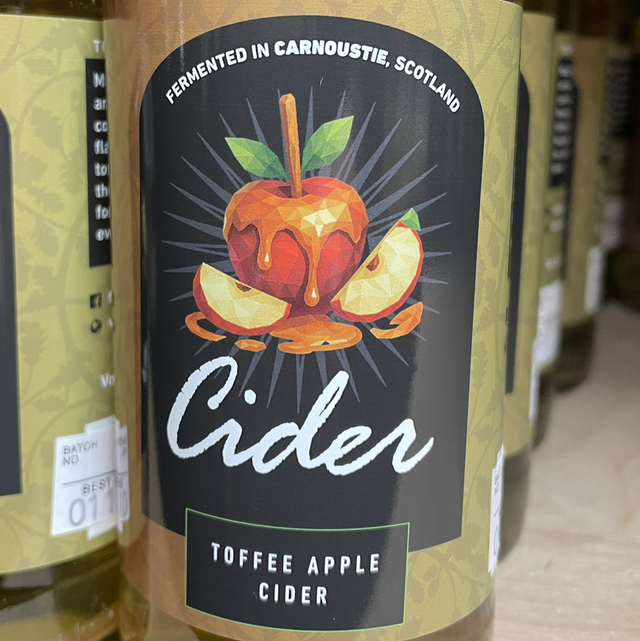 FERMENTED IN CARNOUSTIE, SCOTLAND
Cider
TOFFEE APPLE
CIDER
BATCH
NO.
BEST